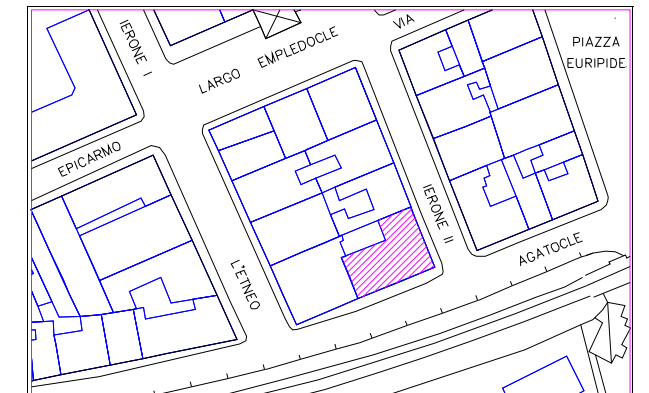 VIA
IERONE I
LARGO EMPLEDOCLE
PIAZZA
EURIPIDE
EPICARMO
IERONE II
AGATOCLE
L'ETNEO